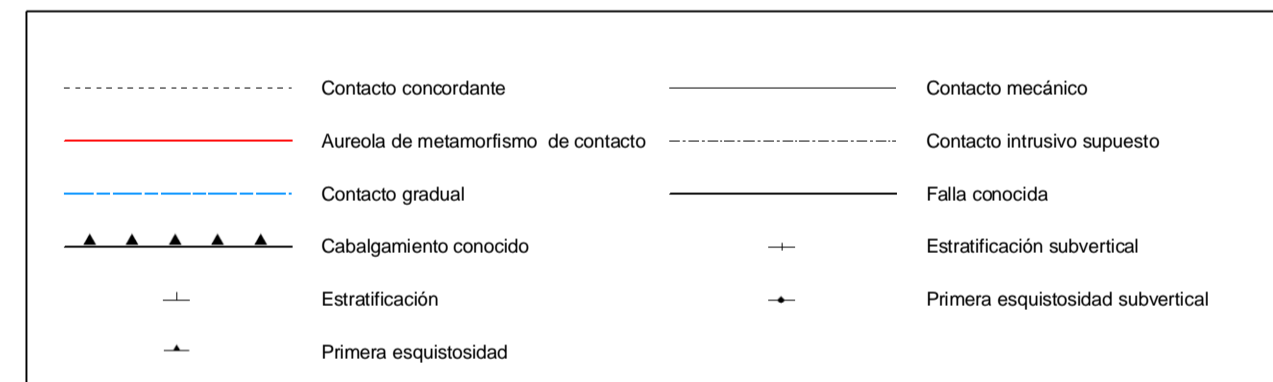 Contacto concordante
Contacto mecánico
Aureola de metamorfismo de contacto
Contacto intrusivo supuesto
Contacto gradual
Falla conocida
Cabalgamiento conocido
Estratificación subvertical
Estratificación
Primera esquistosidad subvertical
Primera esquistosidad